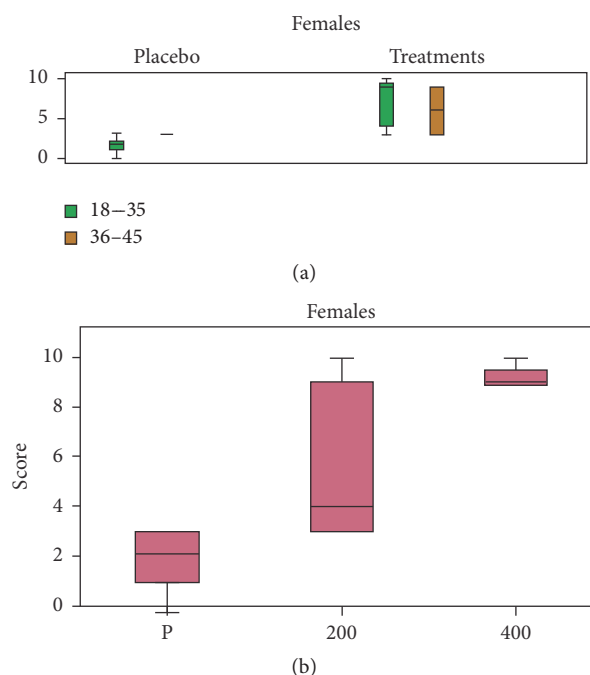 Females
Placebo Treatments
10
5
0
18–35
36–45
(a)
Females
10
8
6
4
2
0
Score
P 200 400
(b)